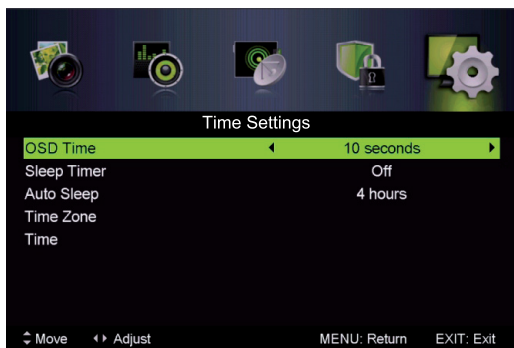 Time Settings
OSD Time 10 seconds
Sleep Timer Off
Auto Sleep 4 hours
Time Zone
Time
Move Adjust MENU: Return EXIT: Exit